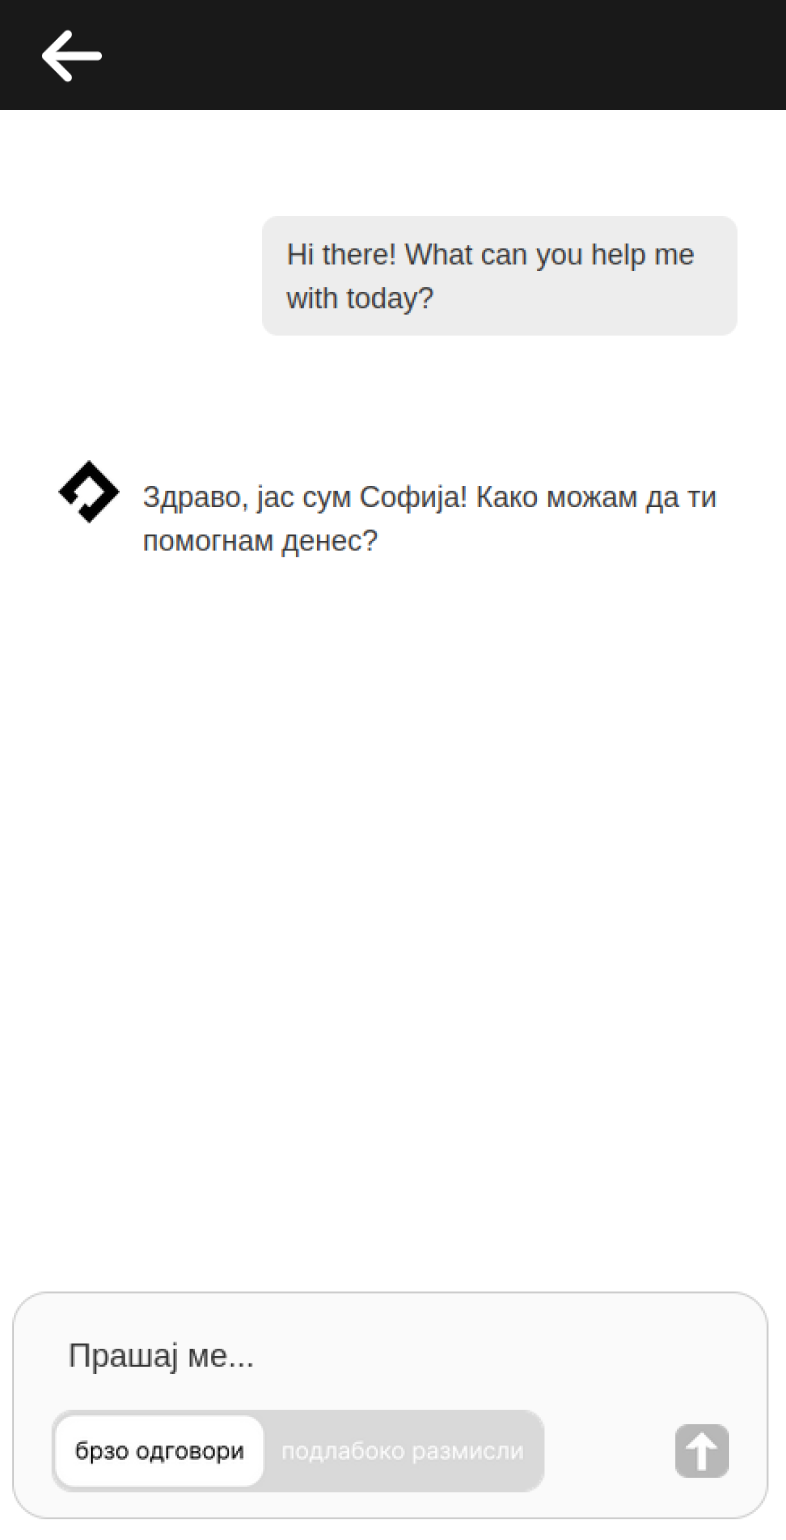 Hi there! What can you help me
with today?
Здраво, јас сум Софија! Како можам да ти
помогнам денес?
Прашај ме...
брзо одговори
подлабоко размисли